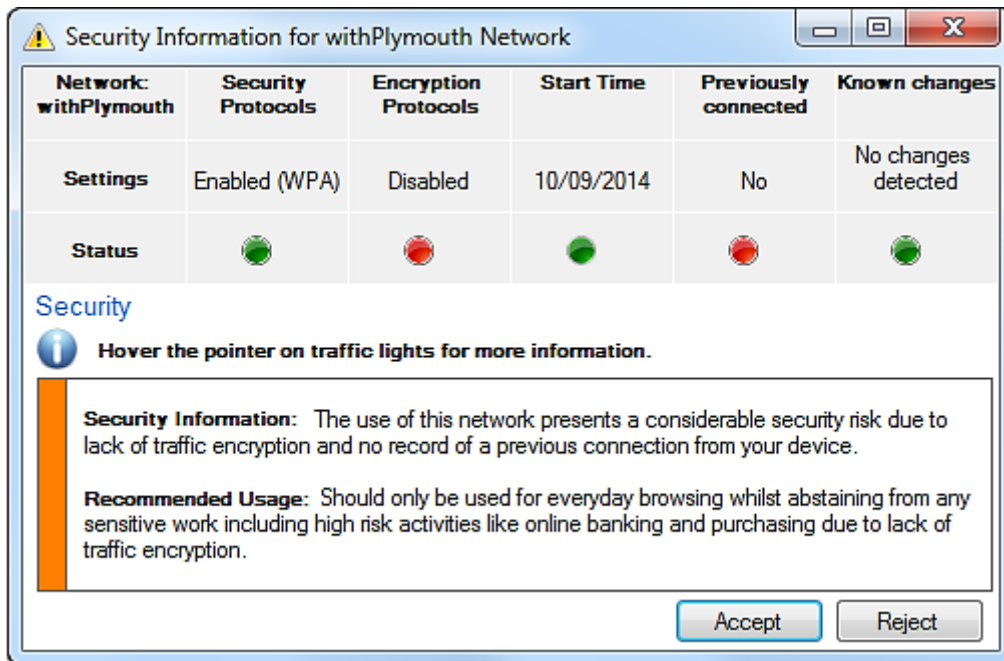 Security Information for withPlymouth Network
Network: withPlymouth Security Protocols Encryption Protocols Start Time Previously connected Known changes
Settings Enabled (WPA) Disabled 10/09/2014 No No changes detected
Status
Security
Hover the pointer on traffic lights for more information.
Security Information: The use of this network presents a considerable security risk due to
lack of traffic encryption and no record of a previous connection from your device.
Recommended Usage: Should only be used for everyday browsing whilst abstaining from any
sensitive work including high risk activities like online banking and purchasing due to lack of
traffic encryption.
Accept Reject